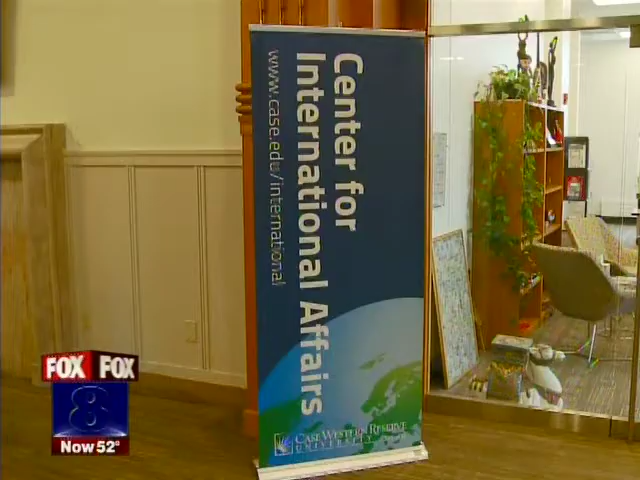 Center for
International Affairs
www.case.edu/international
CASE WESTERN RESERVE
UNIVERSITY
FOX FOX
8
Now 52°